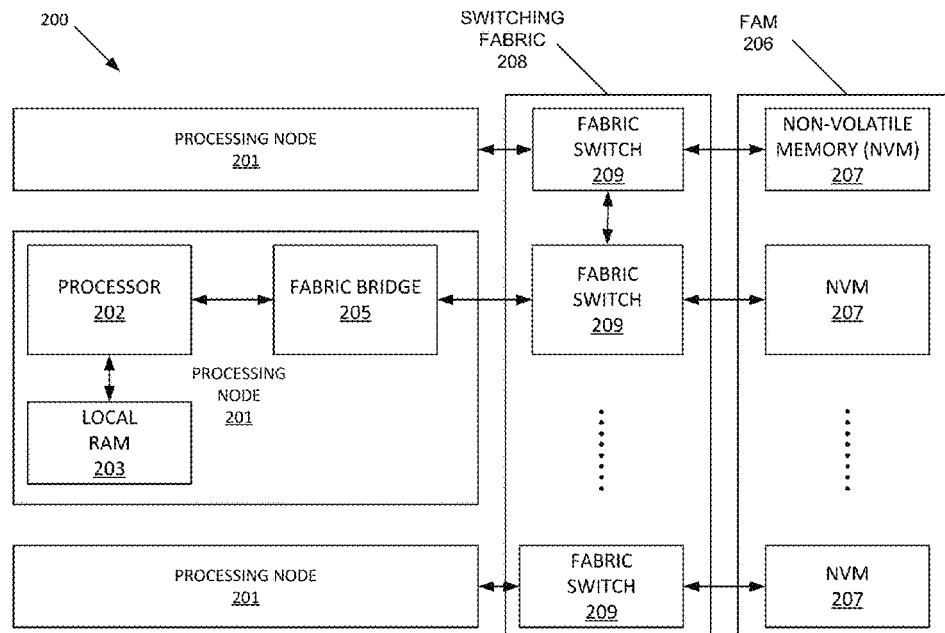 200
SWITCHING
FABRIC
208
FAM
206
PROCESSING NODE
201
FABRIC
SWITCH
209
NON-VOLATILE
MEMORY (NVM)
207
PROCESSOR
202
FABRIC BRIDGE
205
FABRIC
SWITCH
209
NVM
207
PROCESSING
NODE
201
LOCAL
RAM
203
PROCESSING NODE
201
FABRIC
SWITCH
209
NVM
207